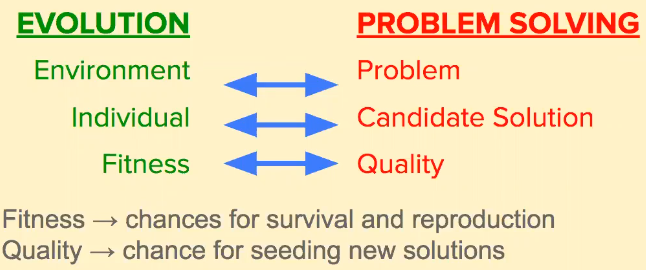 EVOLUTION PROBLEM SOLVING
Environment Problem
Individual Candidate Solution
Fitness Quality
Fitness → chances for survival and reproduction
Quality → chance for seeding new solutions